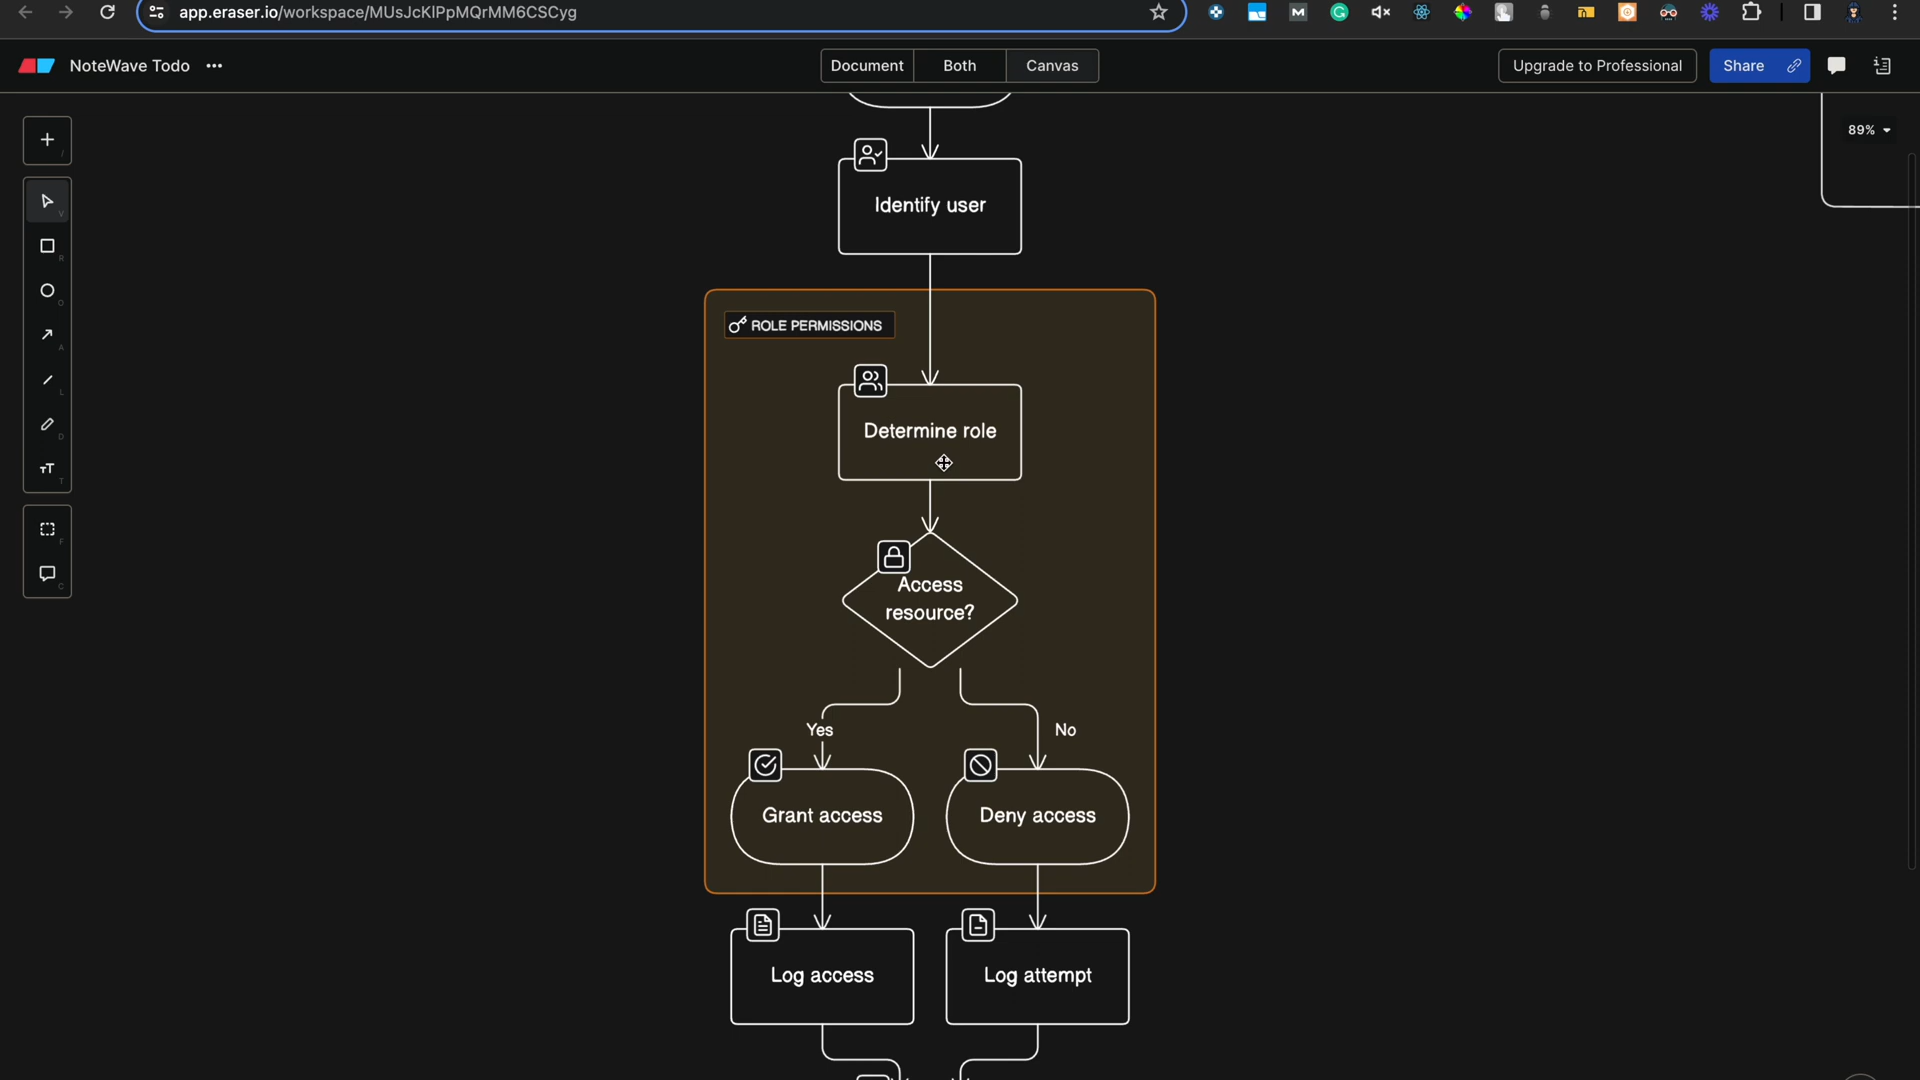 app.eraser.io/workspace/MUsJcKlPpMQrMM6CSCyg
NoteWave Todo
Document
Both
Canvas
Upgrade to Professional
Share
89%
/
V
R
O
A
L
D
T
F
C
Identify user
ROLE PERMISSIONS
Determine role
Access
resource?
Yes
No
Grant access
Deny access
Log access
Log attempt